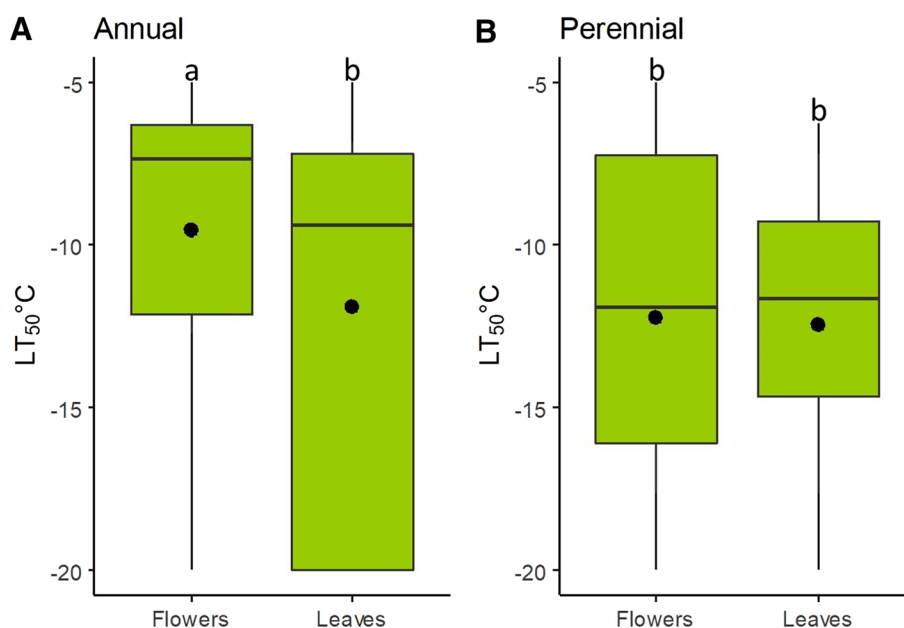 A Annual
B Perennial
a b
b b
-5
-10
-15
-20
LT50°C
Flowers Leaves
-5
-10
-15
-20
LT50°C
Flowers Leaves